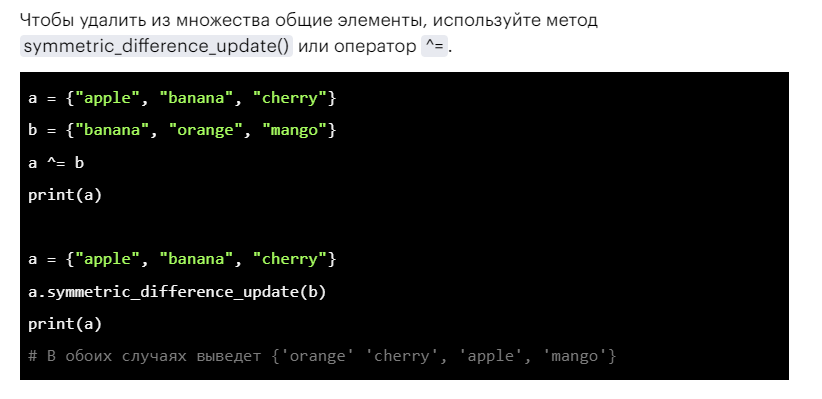 Чтобы удалить из множества общие элементы, используйте метод
symmetric_difference_update() или оператор ^= .
a = {"apple", "banana", "cherry"}
b = {"banana", "orange", "mango"}
a ^= b
print(a)
a = {"apple", "banana", "cherry"}
a.symmetric_difference_update(b)
print(a)
# В обоих случаях выведет {'orange' 'cherry', 'apple', 'mango'}